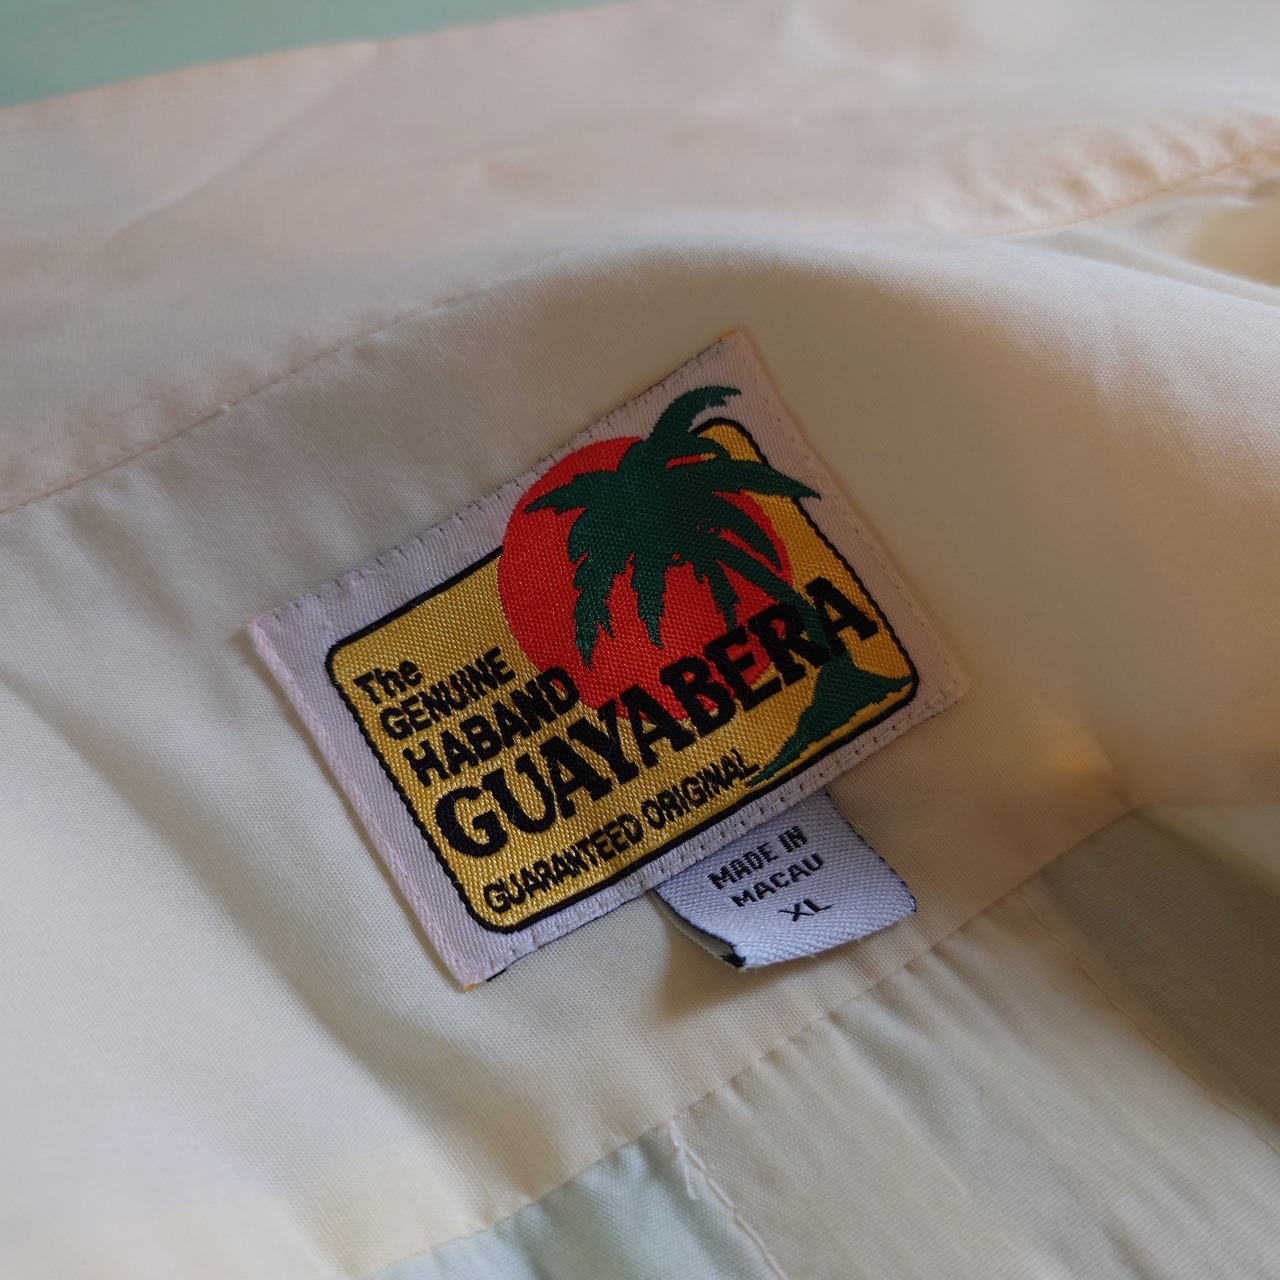 The
GENUINE
HABAND
GUAYABERA
GUARANTEED ORIGINAL
MADE IN
MACAU
XL